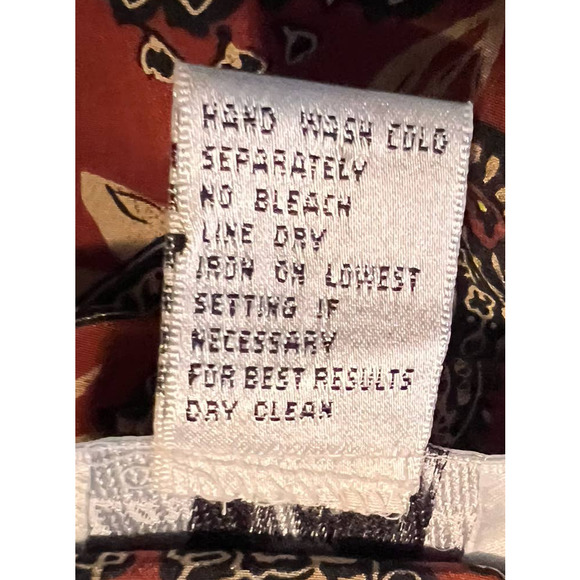 HAND WASH COLD
SEPARATELY
NO BLEACH
LINE DRY
IRON ON LOWEST
SETTING IF
NECESSARY
FOR BEST RESULTS
DRY CLEAN